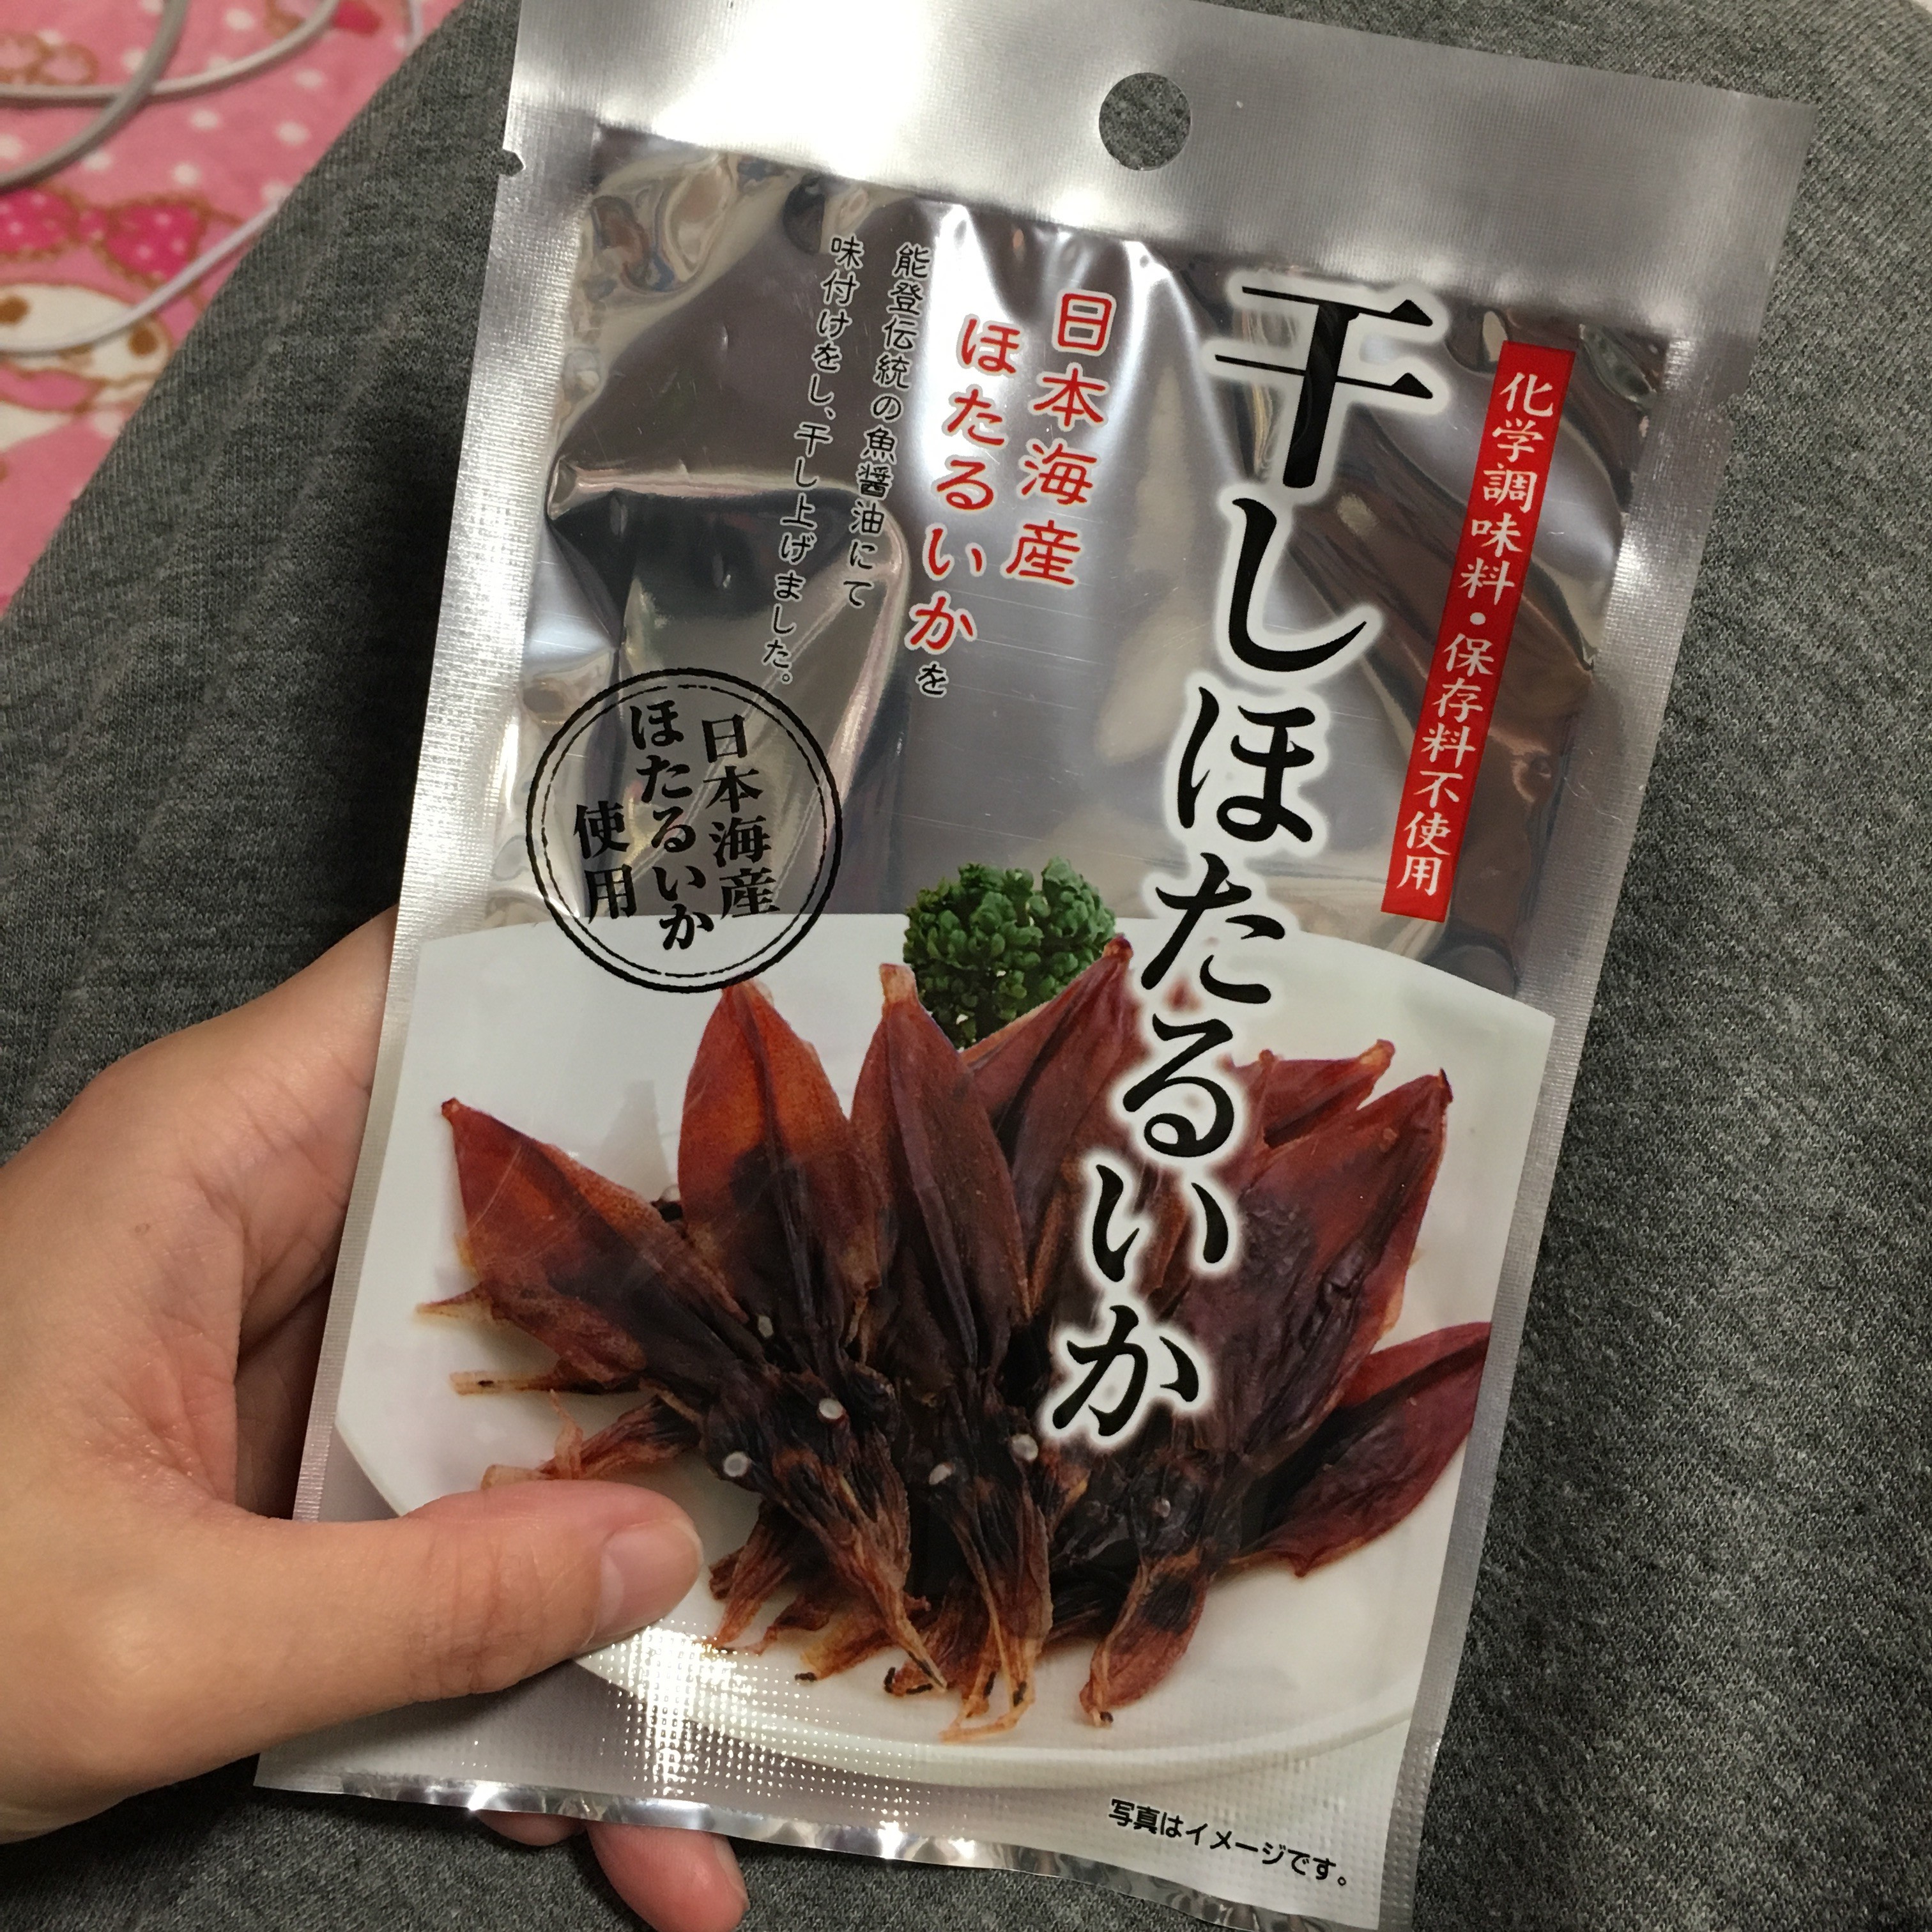 化学調味料・保存料不使用
干しほたるいか
日本海産
ほたるいかを
能登伝統の魚醤油にて
味付けをし、干し上げました。
日本海産
ほたるいか
使用
写真はイメージです。